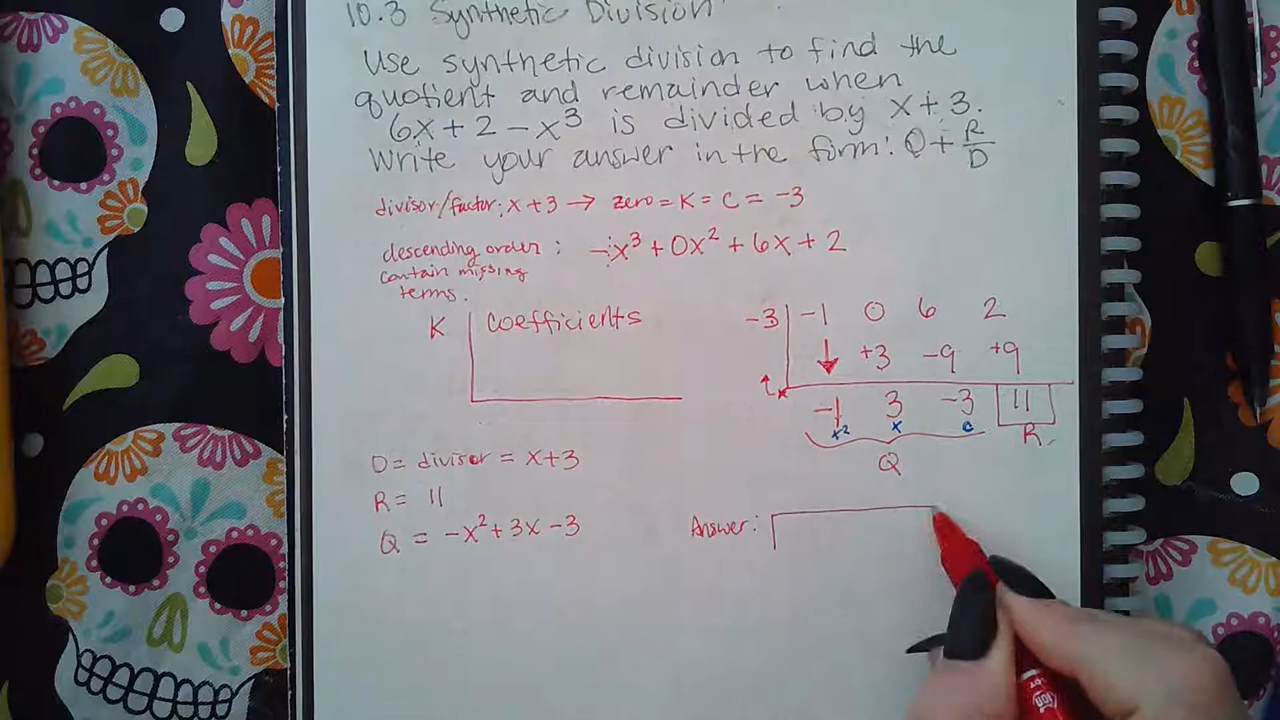 10.3 Synthetic Division
Use synthetic division to find the
quotient and remainder when
6x + 2 - x³ is divided by x + 3.
Write your answer in the form: Q + R/D
divisor/factor: x + 3 → zero = K = C = -3
descending order: -x³ + 0x² + 6x + 2
contain missing
terms.
K | coefficients
-3 | -1 0 6 2
↓ +3 -9 +9
-1 3 -3 11
x² x c
R
Q
D = divisor = x + 3
R = 11
Q = -x² + 3x - 3
Answer: